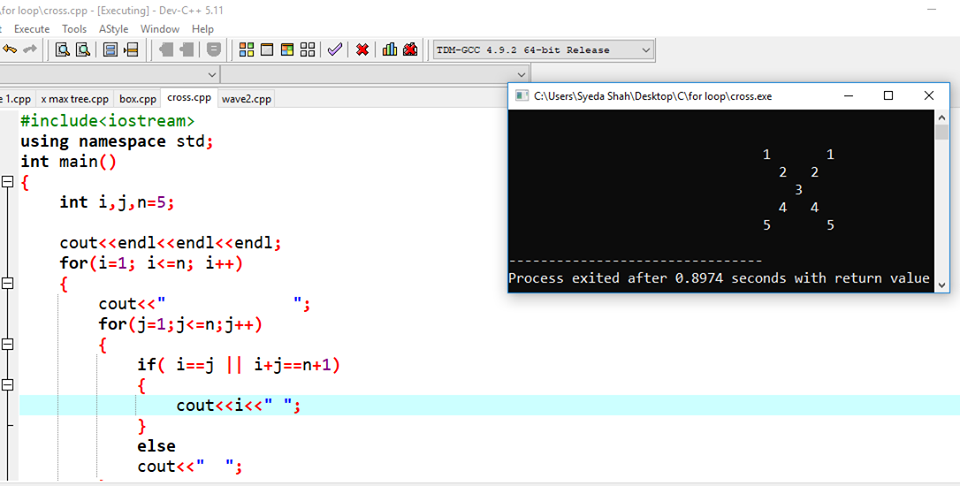 for loop\cross.cpp - [Executing] - Dev-C++ 5.11
Execute Tools AStyle Window Help
TDM-GCC 4.9.2 64-bit Release
e 1.cpp x max tree.cpp box.cpp cross.cpp wave2.cpp
#include<iostream>
using namespace std;
int main()
{
    int i,j,n=5;
    cout<<endl<<endl<<endl;
    for(i=1; i<=n; i++)
    {
        cout<<"             ";
        for(j=1;j<=n;j++)
        {
            if( i==j || i+j==n+1)
            {
                cout<<i<<" ";
            }
            else
            cout<<"  ";
C:\Users\Syeda Shah\Desktop\C\for loop\cross.exe
1       1
  2   2
    3
  4   4
5       5
--------------------------------
Process exited after 0.8974 seconds with return value